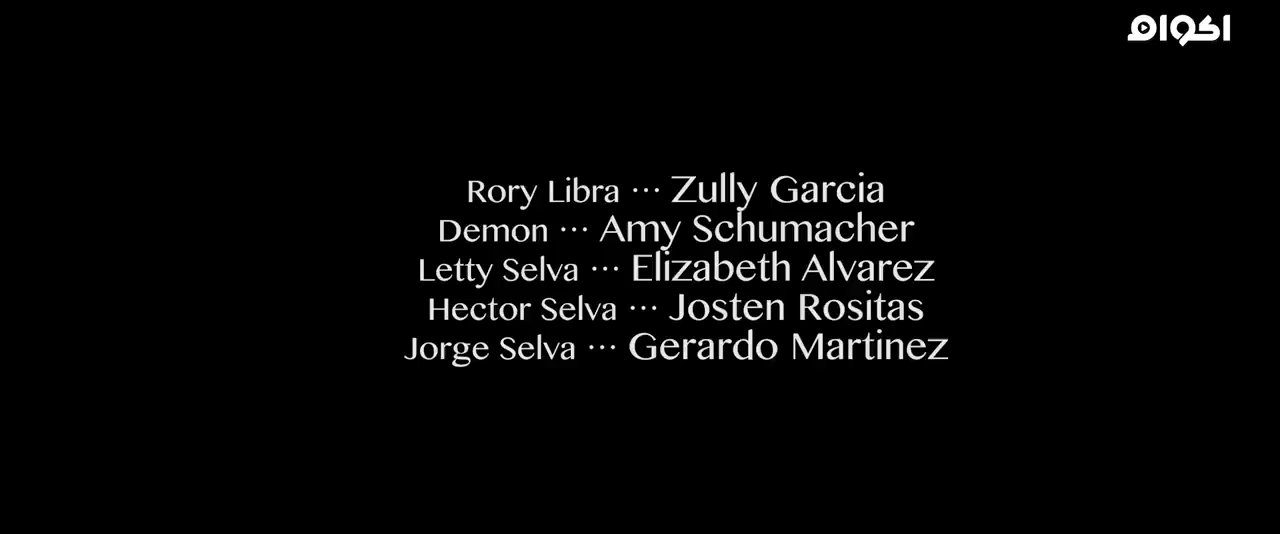 اكوام
Rory Libra ··· Zully Garcia
Demon ··· Amy Schumacher
Letty Selva ··· Elizabeth Alvarez
Hector Selva ··· Josten Rositas
Jorge Selva ··· Gerardo Martinez